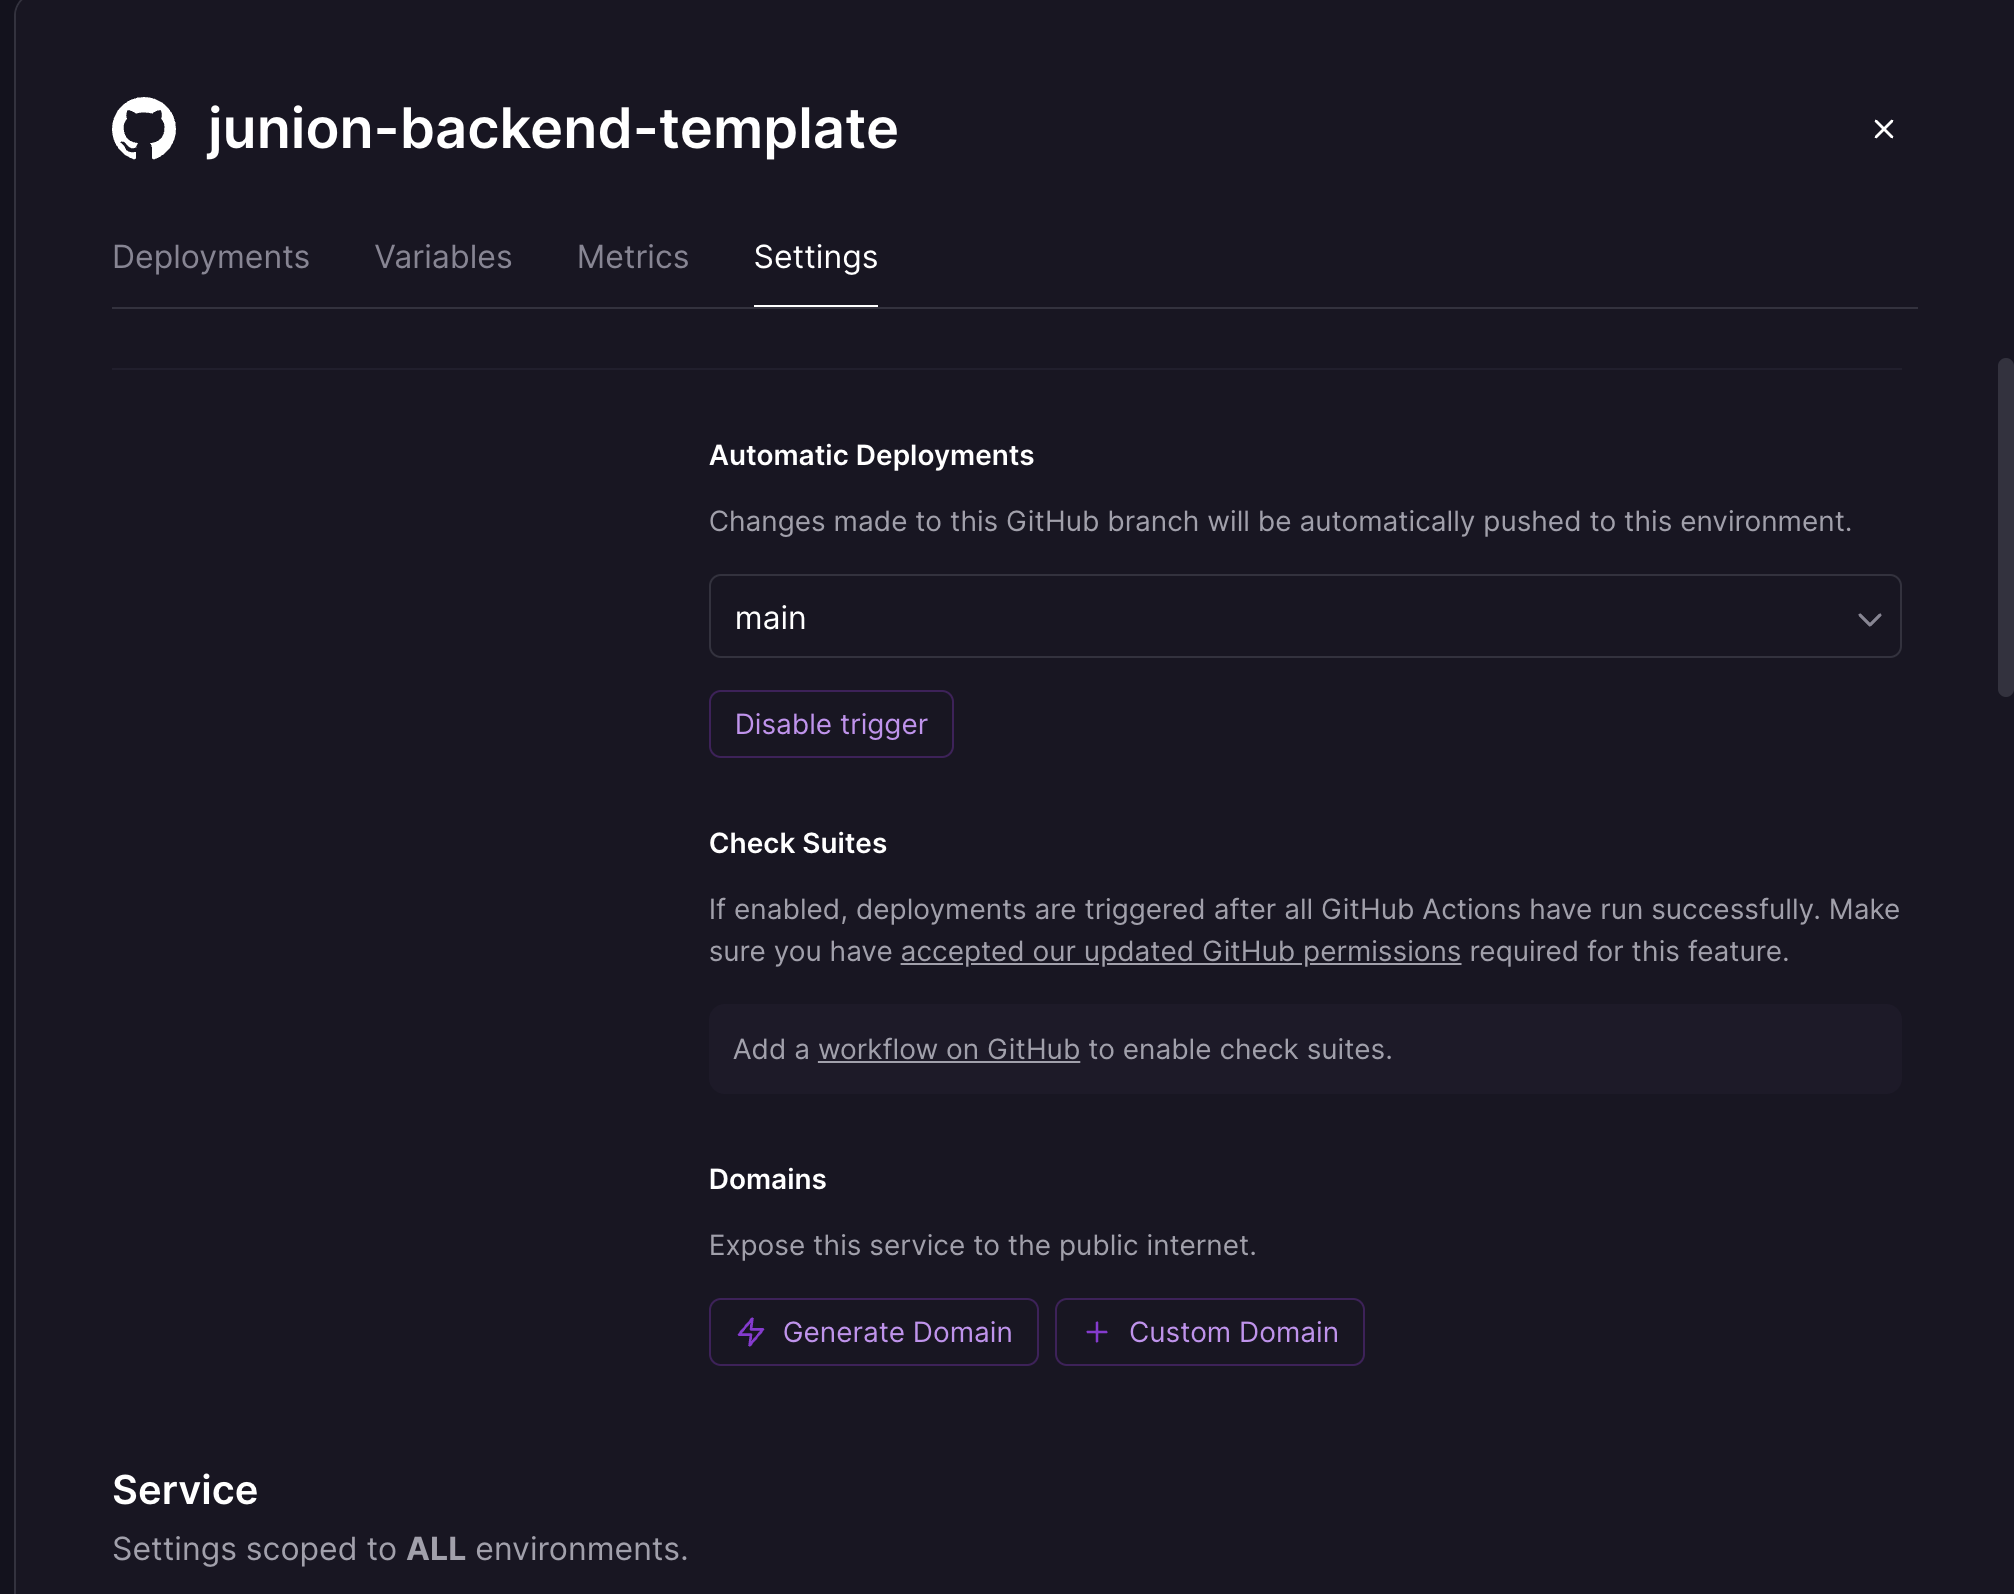 junion-backend-template
Deployments
Variables
Metrics
Settings
Automatic Deployments
Changes made to this GitHub branch will be automatically pushed to this environment.
main
Disable trigger
Check Suites
If enabled, deployments are triggered after all GitHub Actions have run successfully. Make
sure you have accepted our updated GitHub permissions required for this feature.
Add a workflow on GitHub to enable check suites.
Domains
Expose this service to the public internet.
Generate Domain
Custom Domain
Service
Settings scoped to ALL environments.